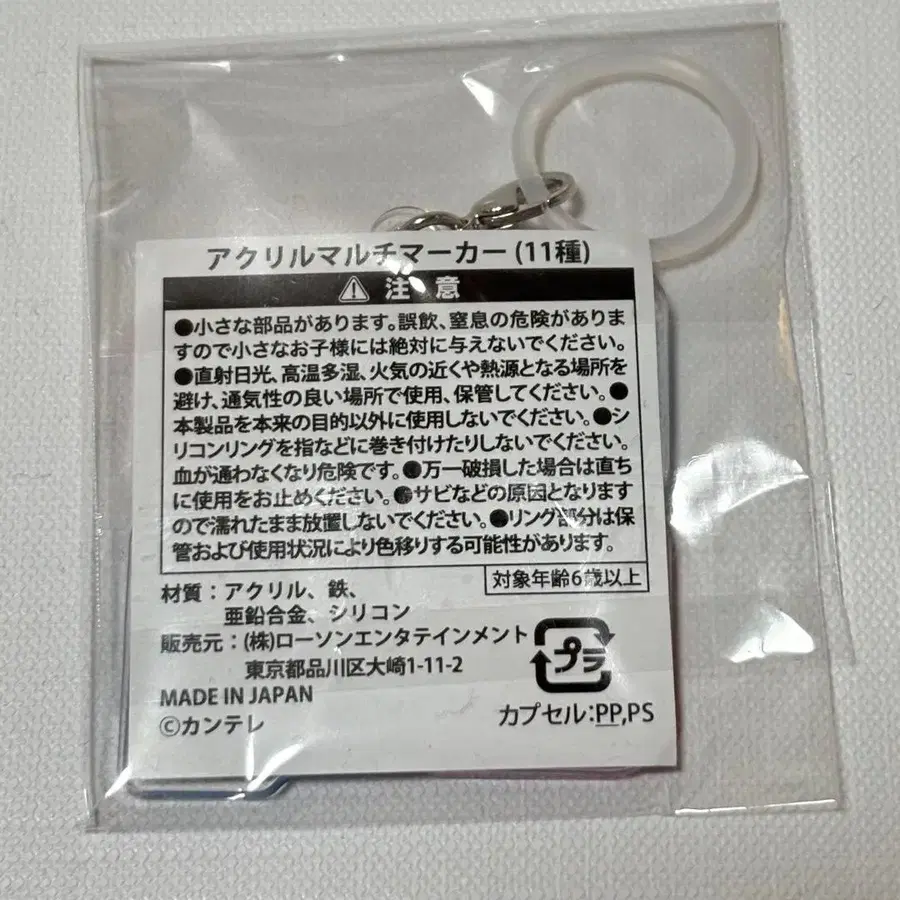 アクリルマルチマーカー(11種)
注意
●小さな部品があります。誤飲、窒息の危険がありま
すので小さなお子様には絶対に与えないでください。
●直射日光、高温多湿、火気の近くや熱源となる場所を
避け、通気性の良い場所で使用、保管してください。●
本製品を本来の目的以外に使用しないでください。●シ
リコンリングを指などに巻き付けたりしないでください。
血が通わなくなり危険です。●万一破損した場合は直ち
に使用をお止めください。●サビなどの原因となります
ので濡れたまま放置しないでください。●リング部分は保
管および使用状況により色移りする可能性があります。
対象年齢6歳以上
材質：アクリル、鉄、
亜鉛合金、シリコン
販売元：(株)ローソンエンタテインメント
東京都品川区大崎1-11-2
MADE IN JAPAN
©カンテレ
プラ
カプセル：PP,PS